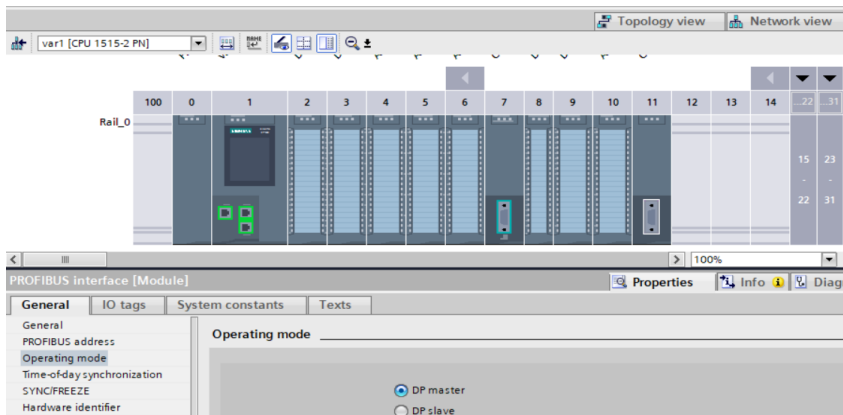 Topology view Network view
var1 [CPU 1515-2 PN]
100 0 1 2 3 4 5 6 7 8 9 10 11 12 13 14 ...22 ...31
Rail_0
SIEMENS
15 23
- -
22 31
100%
PROFIBUS interface [Module] Properties Info Diag
General IO tags System constants Texts
General
PROFIBUS address
Operating mode
Time-of-day synchronization
SYNC/FREEZE
Hardware identifier
Operating mode
DP master
DP slave